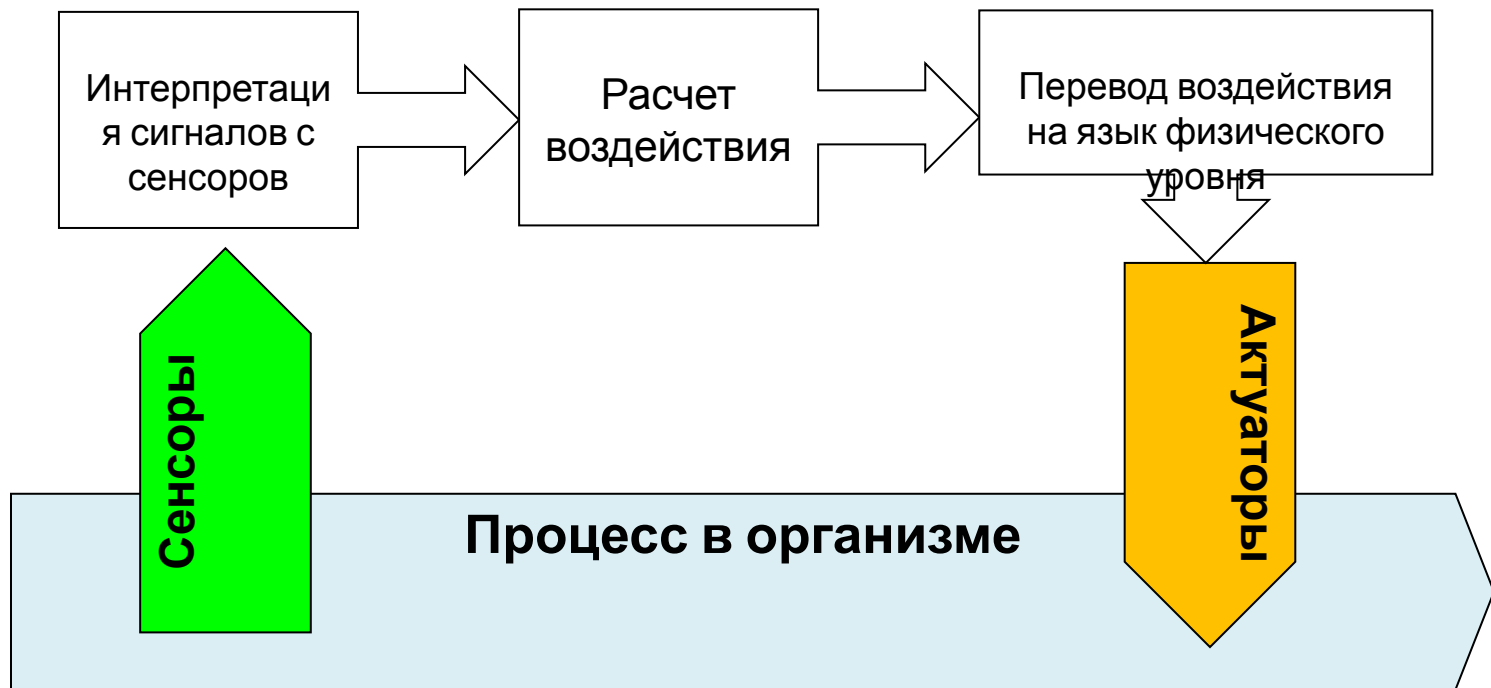 Интерпретаци
я сигналов с
сенсоров
Расчет
воздействия
Перевод воздействия
на язык физического
уровня
Сенсоры
Актуаторы
Процесс в организме